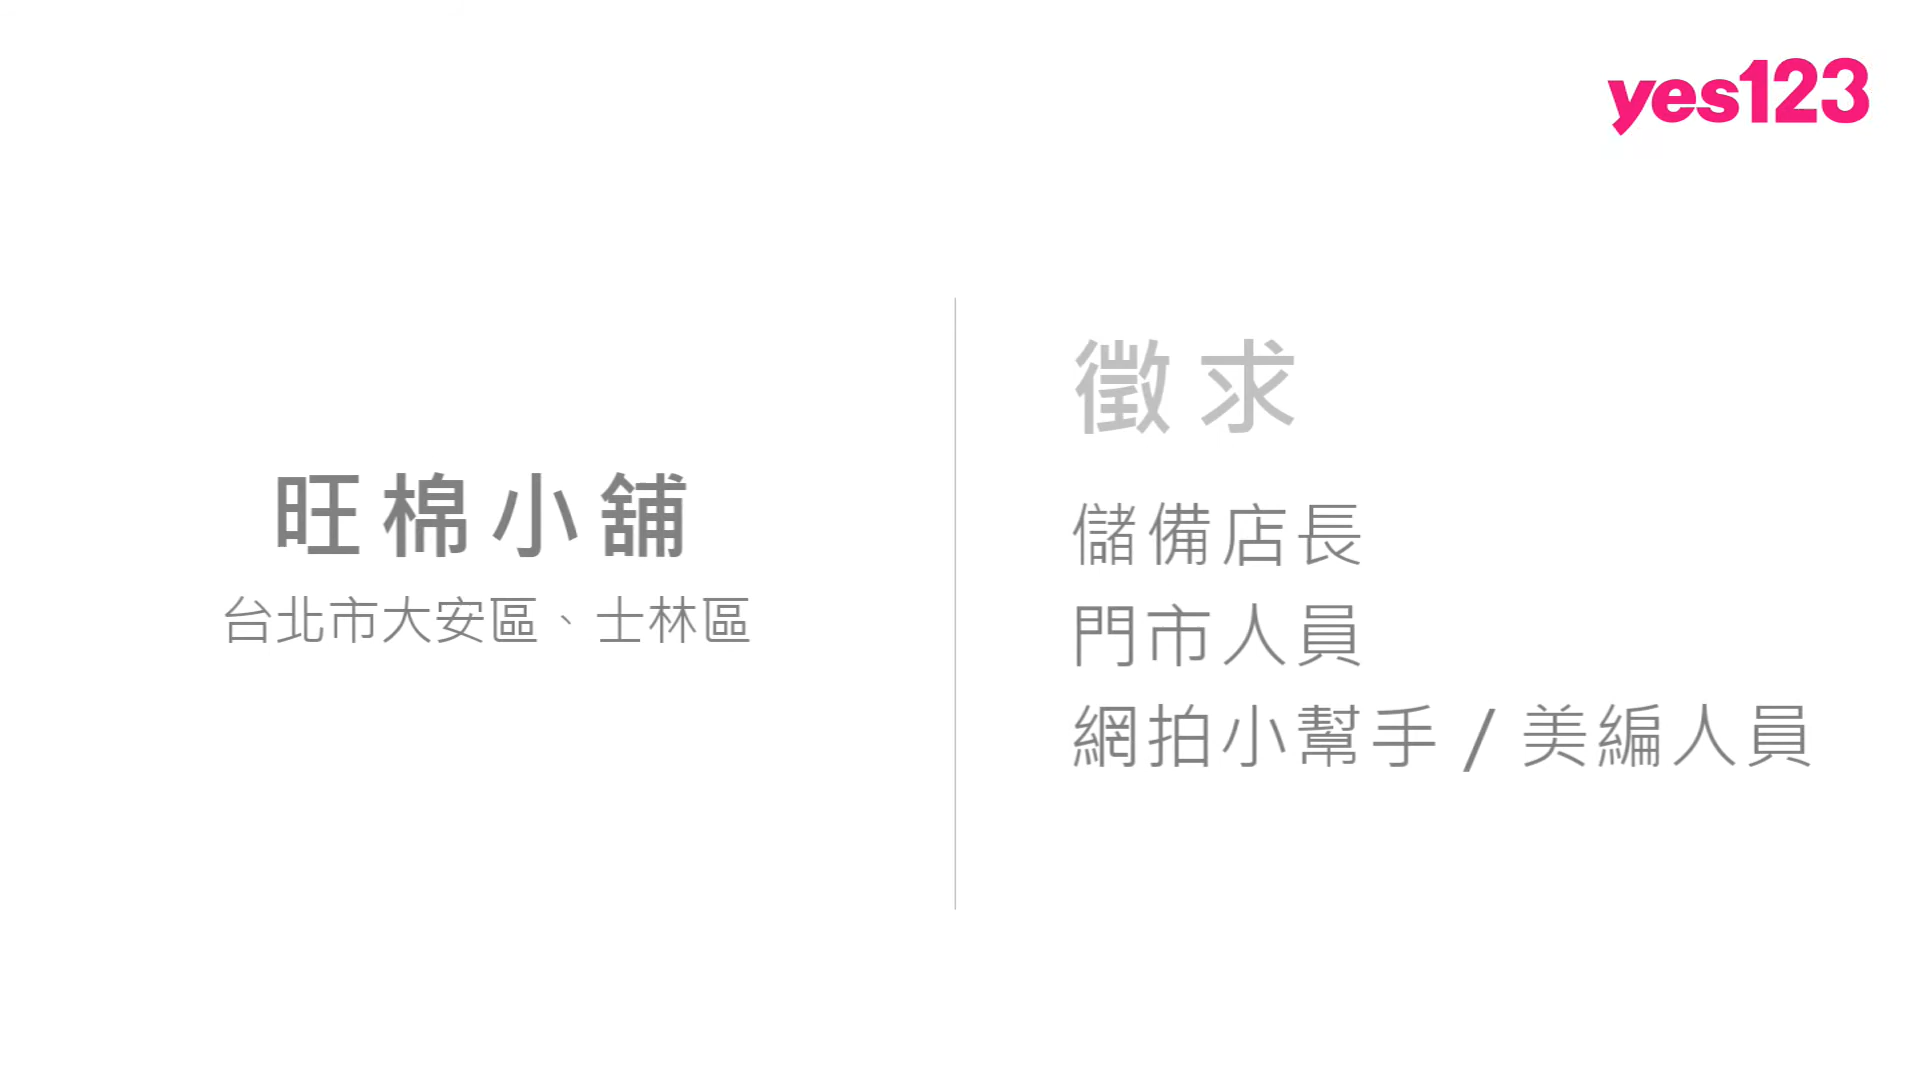 yes123
旺棉小舖
台北市大安區、士林區
徵求
儲備店長
門市人員
網拍小幫手 / 美編人員